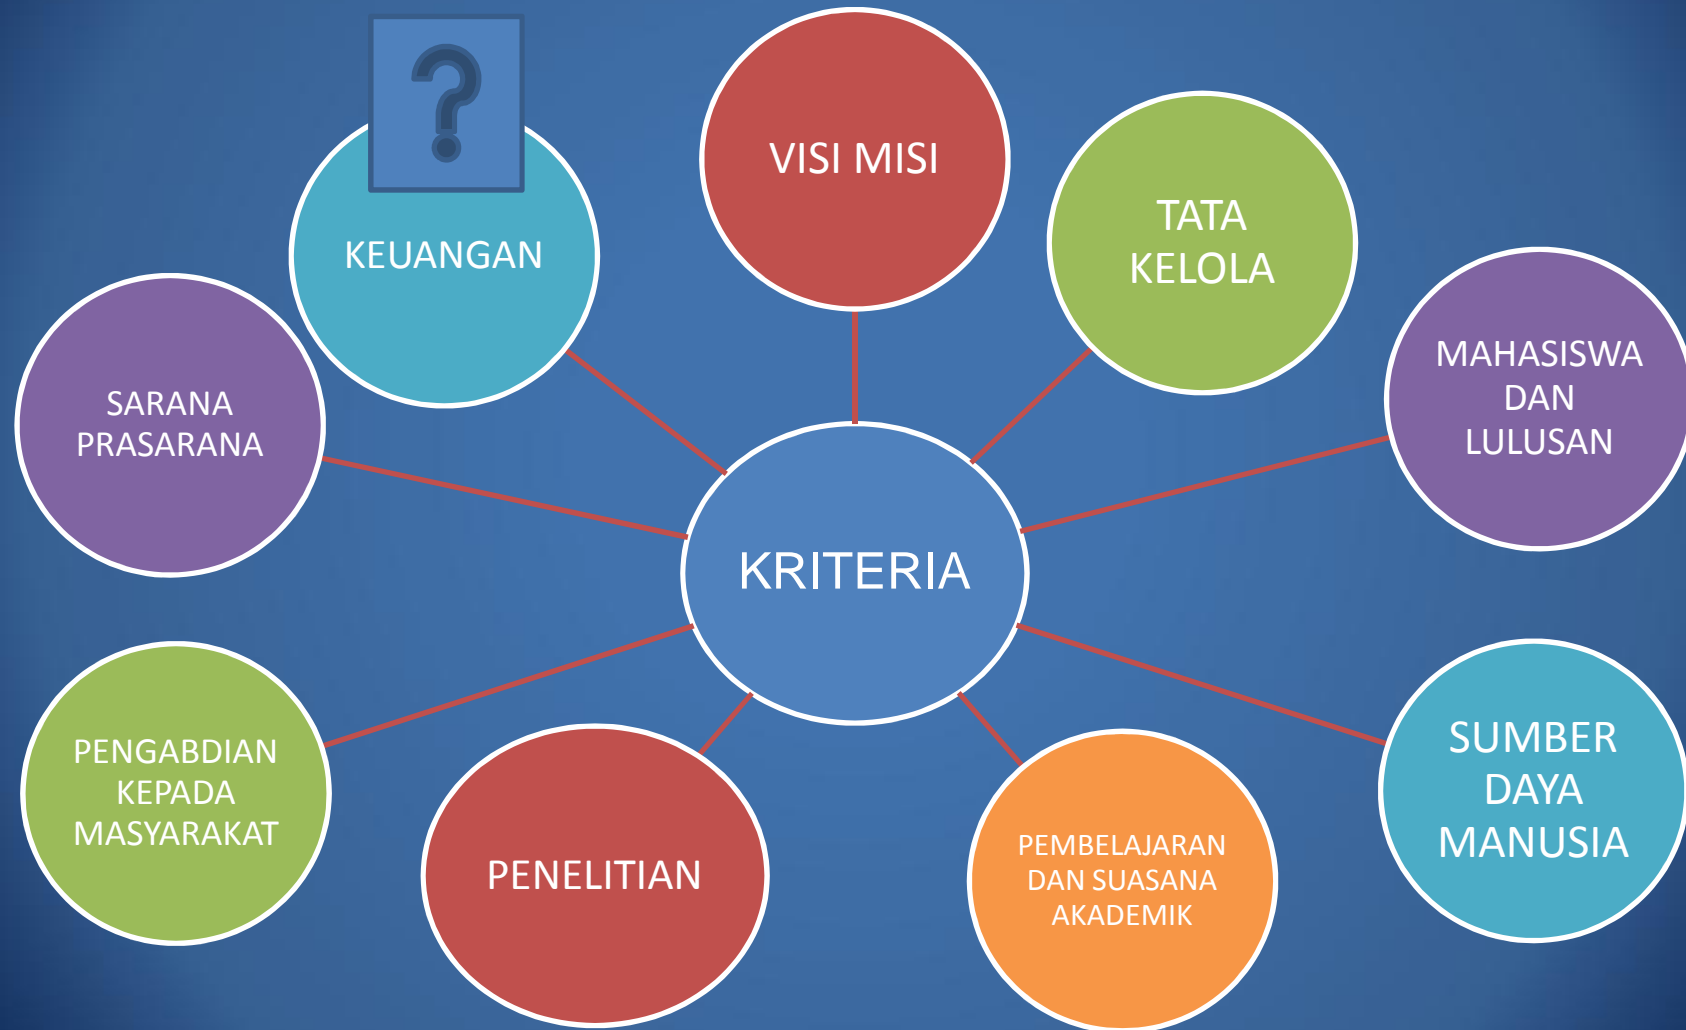 ?
VISI MISI
TATA
KELOLA
MAHASISWA
DAN
LULUSAN
SUMBER
DAYA
MANUSIA
PEMBELAJARAN
DAN SUASANA
AKADEMIK
PENELITIAN
PENGABDIAN
KEPADA
MASYARAKAT
SARANA
PRASARANA
KEUANGAN
KRITERIA